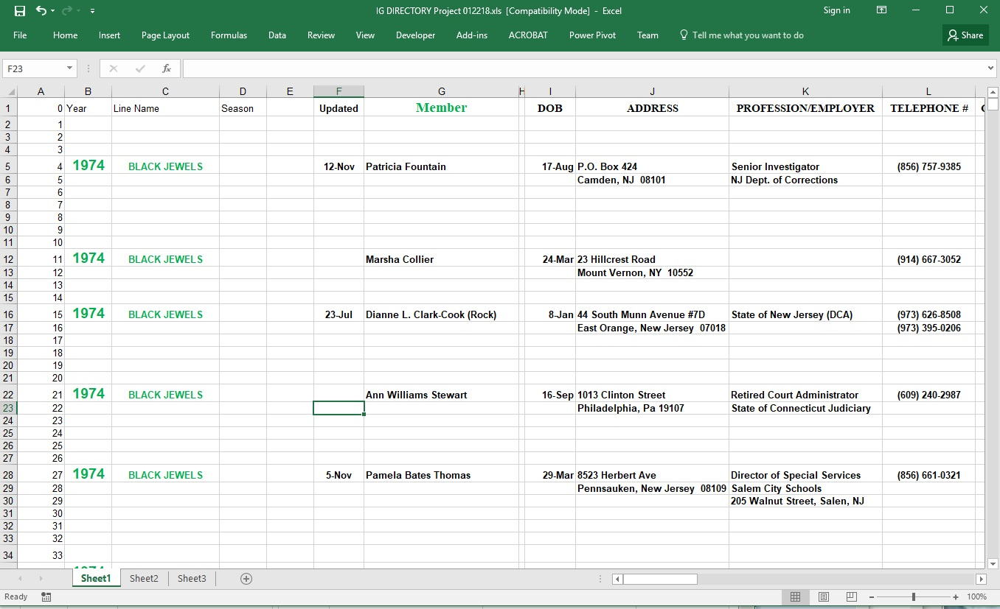 IG DIRECTORY Project 012218.xls [Compatibility Mode] - Excel
Sign in
File Home Insert Page Layout Formulas Data Review View Developer Add-ins ACROBAT Power Pivot Team Tell me what you want to do Share
F23 fx
A B C D E F G H I J K L
1 0 Year Line Name Season Updated Member DOB ADDRESS PROFESSION/EMPLOYER TELEPHONE #
2 1
3 2
4 3
5 4 1974 BLACK JEWELS 12-Nov Patricia Fountain 17-Aug P.O. Box 424 Senior Investigator (856) 757-9385
6 5 Camden, NJ 08101 NJ Dept. of Corrections
7 6
8 7
9 8
10 9
11 10
12 11 1974 BLACK JEWELS Marsha Collier 24-Mar 23 Hillcrest Road (914) 667-3052
13 12 Mount Vernon, NY 10552
14 13
15 14
16 15 1974 BLACK JEWELS 23-Jul Dianne L. Clark-Cook (Rock) 8-Jan 44 South Munn Avenue #7D State of New Jersey (DCA) (973) 626-8508
17 16 East Orange, New Jersey 07018 (973) 395-0206
18 17
19 18
20 19
21 20
22 21 1974 BLACK JEWELS Ann Williams Stewart 16-Sep 1013 Clinton Street Retired Court Administrator (609) 240-2987
23 22 Philadelphia, Pa 19107 State of Connecticut Judiciary
24 23
25 24
26 25
27 26
28 27 1974 BLACK JEWELS 5-Nov Pamela Bates Thomas 29-Mar 8523 Herbert Ave Director of Special Services (856) 661-0321
29 28 Pennsauken, New Jersey 08109 Salem City Schools
30 29 205 Walnut Street, Salen, NJ
31 30
32 31
33 32
34 33
Sheet1 Sheet2 Sheet3
Ready 100%